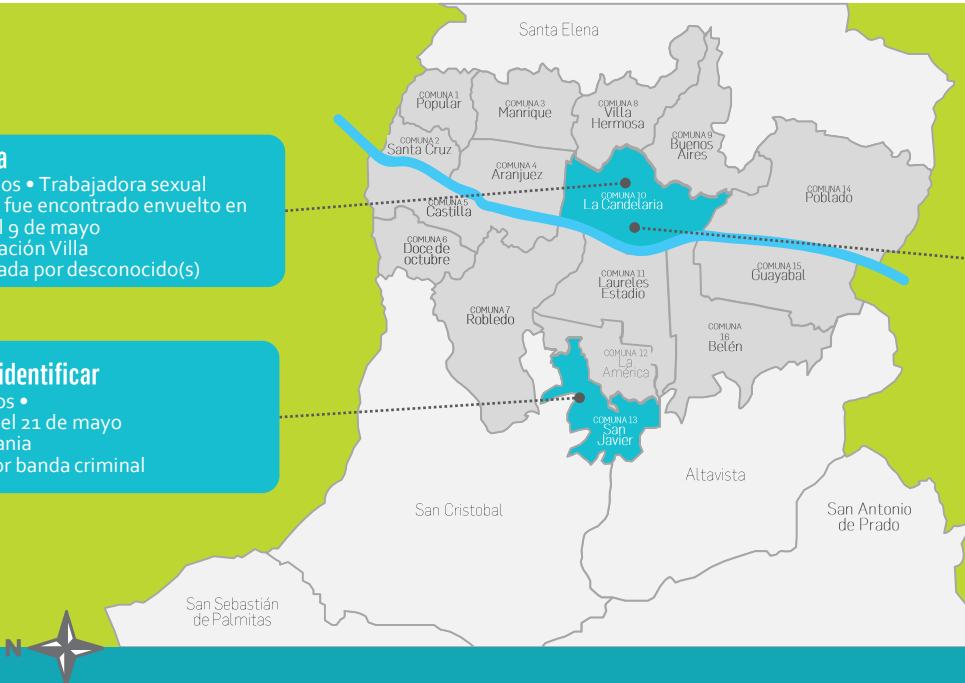 Santa Elena
COMUNA 1
Popular
COMUNA 3
Manrique
COMUNA 8
Villa
Hermosa
COMUNA 9
Buenos
Aires
COMUNA 2
Santa Cruz
COMUNA 4
Aranjuez
COMUNA 14
Poblado
COMUNA 10
La Candelaria
COMUNA 5
Castilla
COMUNA 6
Doce de
octubre
COMUNA 11
Laureles
Estadio
COMUNA 15
Guayabal
COMUNA 7
Robledo
COMUNA
16
Belén
COMUNA 12
La
América
COMUNA 13
San
Javier
Altavista
San Cristobal
San Antonio
de Prado
San Sebastián
de Palmitas
a
os • Trabajadora sexual
fue encontrado envuelto en
l 9 de mayo
ación Villa
ada por desconocido(s)
identificar
os •
el 21 de mayo
ania
or banda criminal
N